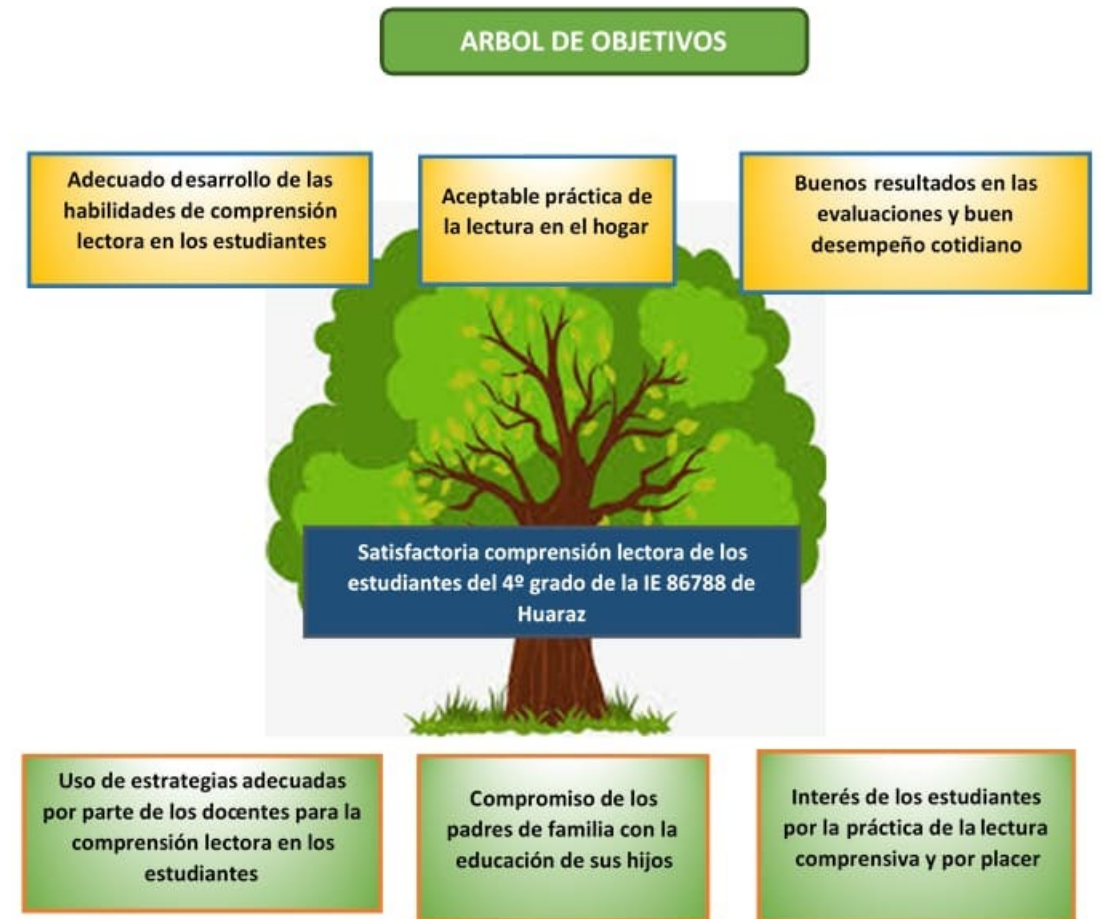 ARBOL DE OBJETIVOS
Adecuado desarrollo de las
habilidades de comprensión
lectora en los estudiantes
Aceptable práctica de
la lectura en el hogar
Buenos resultados en las
evaluaciones y buen
desempeño cotidiano
Satisfactoria comprensión lectora de los
estudiantes del 4º grado de la IE 86788 de
Huaraz
Uso de estrategias adecuadas
por parte de los docentes para la
comprensión lectora en los
estudiantes
Compromiso de los
padres de familia con la
educación de sus hijos
Interés de los estudiantes
por la práctica de la lectura
comprensiva y por placer